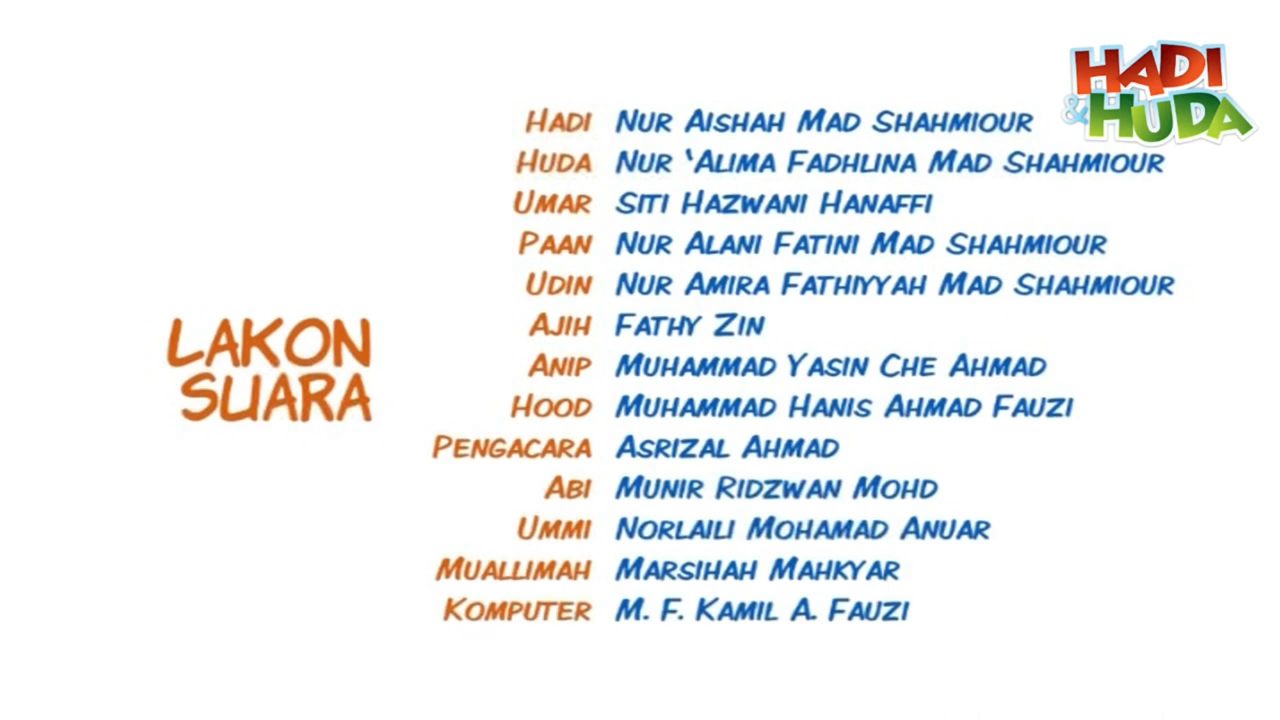 HADI
& HUDA
HADI NUR AISHAH MAD SHAHMIOUR
HUDA NUR 'ALIMA FADHLINA MAD SHAHMIOUR
UMAR SITI HAZWANI HANAFFI
PAAN NUR ALANI FATINI MAD SHAHMIOUR
UDIN NUR AMIRA FATHIYYAH MAD SHAHMIOUR
AJIH FATHY ZIN
ANIP MUHAMMAD YASIN CHE AHMAD
HOOD MUHAMMAD HANIS AHMAD FAUZI
PENGACARA ASRIZAL AHMAD
ABI MUNIR RIDZWAN MOHD
UMMI NORLAILI MOHAMAD ANUAR
MUALLIMAH MARSIHAH MAHKYAR
KOMPUTER M. F. KAMIL A. FAUZI
LAKON
SUARA